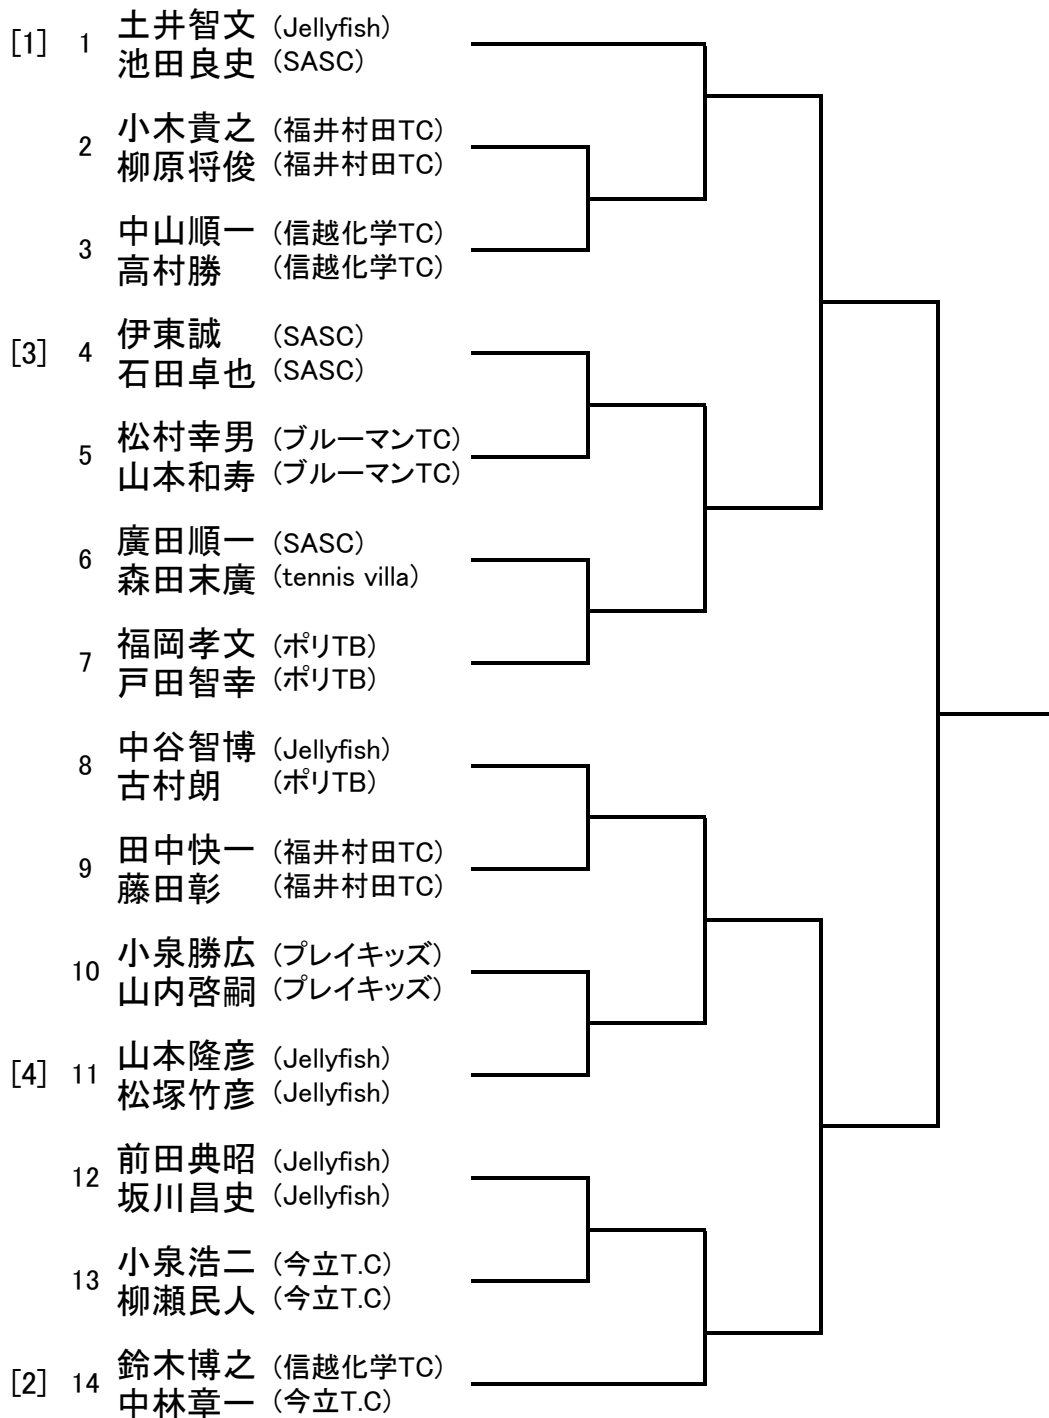 [1] 1 土井智文 (Jellyfish)
池田良史 (SASC)
2 小木貴之 (福井村田TC)
柳原将俊 (福井村田TC)
3 中山順一 (信越化学TC)
高村勝 (信越化学TC)
[3] 4 伊東誠 (SASC)
石田卓也 (SASC)
5 松村幸男 (ブルーマンTC)
山本和寿 (ブルーマンTC)
6 廣田順一 (SASC)
森田末廣 (tennis villa)
7 福岡孝文 (ポリTB)
戸田智幸 (ポリTB)
8 中谷智博 (Jellyfish)
古村朗 (ポリTB)
9 田中快一 (福井村田TC)
藤田彰 (福井村田TC)
10 小泉勝広 (プレイキッズ)
山内啓嗣 (プレイキッズ)
[4] 11 山本隆彦 (Jellyfish)
松塚竹彦 (Jellyfish)
12 前田典昭 (Jellyfish)
坂川昌史 (Jellyfish)
13 小泉浩二 (今立T.C)
柳瀬民人 (今立T.C)
[2] 14 鈴木博之 (信越化学TC)
中林章一 (今立T.C)